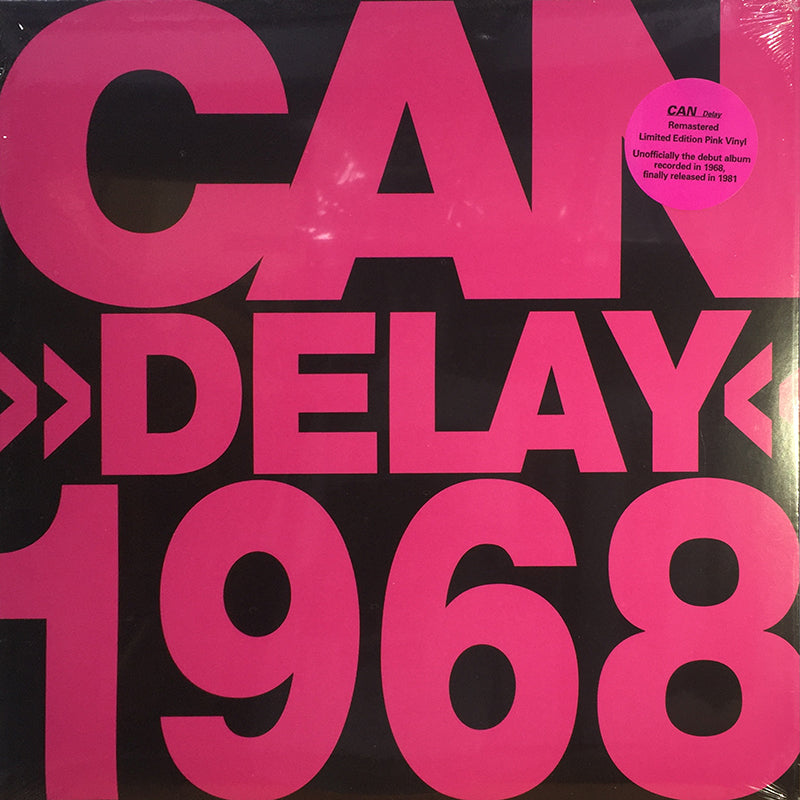 CAN
»DELAY«
1968
CAN Delay
Remastered
Limited Edition Pink Vinyl
Unofficially the debut album
recorded in 1968,
finally released in 1981